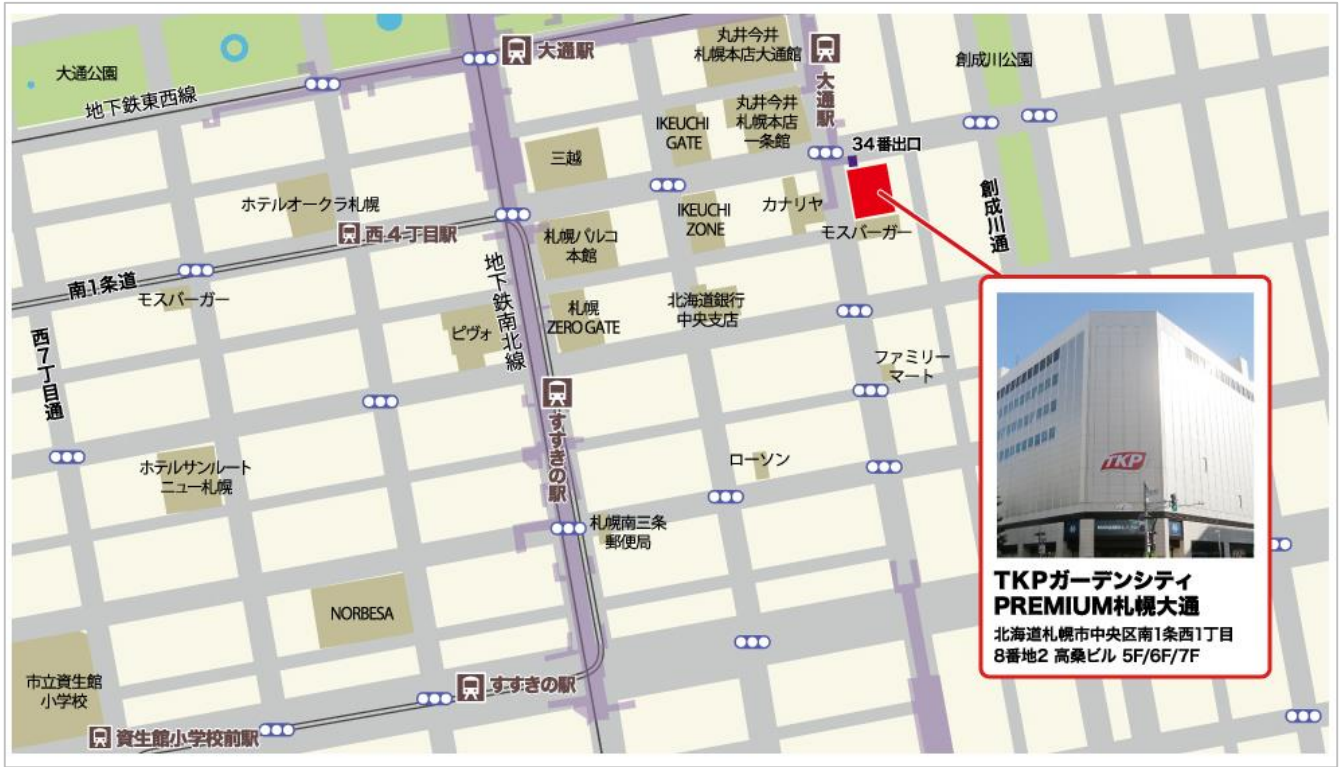 大通公園
地下鉄東西線
大通駅
丸井今井
札幌本店大通館
大通駅
創成川公園
IKEUCHI
GATE
丸井今井
札幌本店
一条館
34番出口
三越
ホテルオークラ札幌
西4丁目駅
札幌パルコ
本館
IKEUCHI
ZONE
カナリヤ
モスバーガー
創成川通
南1条道
モスバーガー
西7丁目通
地下鉄南北線
ピヴォ
札幌
ZERO GATE
北海道銀行
中央支店
ファミリー
マート
すすきの駅
ホテルサンルート
ニュー札幌
ローソン
札幌南三条
郵便局
NORBESA
すすきの駅
市立資生館
小学校
資生館小学校前駅
TKP
TKPガーデンシティ
PREMIUM札幌大通
北海道札幌市中央区南1条西1丁目
8番地2 高桑ビル 5F/6F/7F